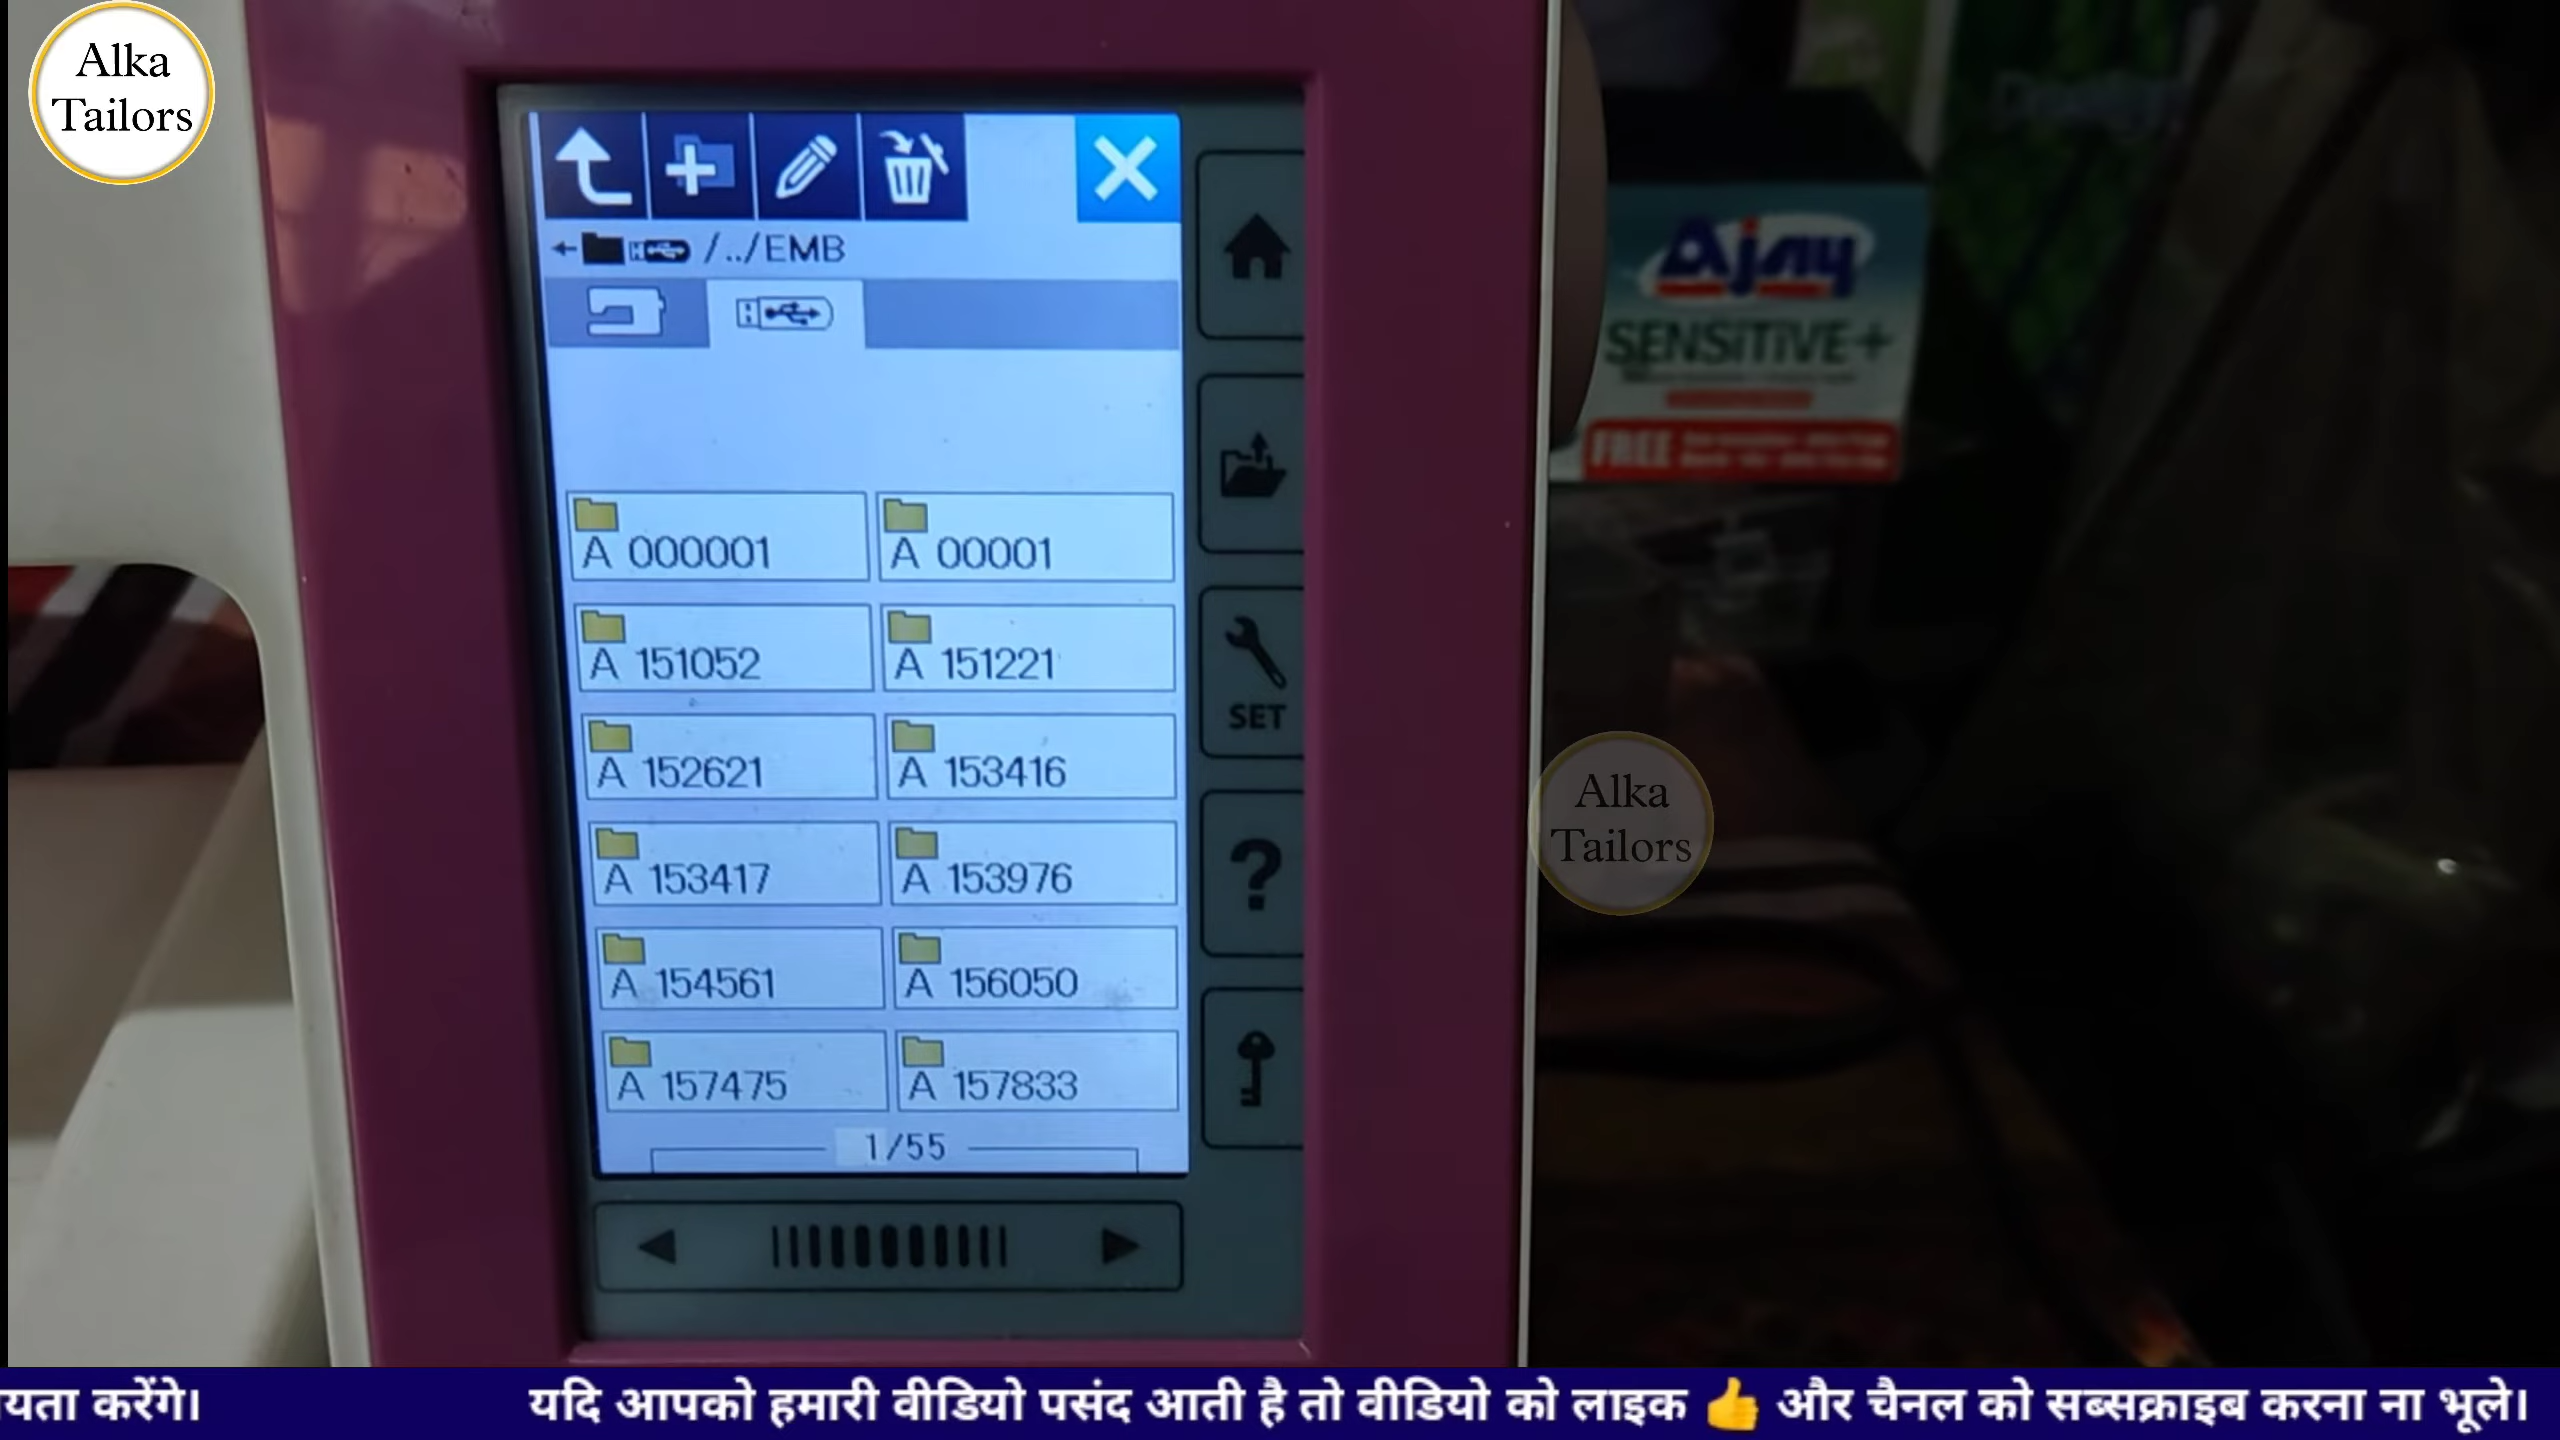 Alka
Tailors
/../EMB
A 000001
A 00001
A 151052
A 151221
A 152621
A 153416
A 153417
A 153976
A 154561
A 156050
A 157475
A 157833
1/55
SET
?
Ajay
SENSITIVE+
FREE
Alka
Tailors
यता करेंगे।
यदि आपको हमारी वीडियो पसंद आती है तो वीडियो को लाइक 👍 और चैनल को सब्सक्राइब करना ना भूले।